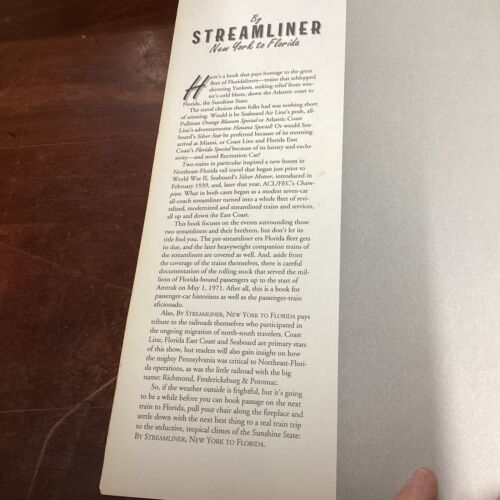 By
STREAMLINER
New York to Florida
Here's a book that pays homage to the great
fleet of Floridaliners—trains that schlepped
shivering Yankees, seeking relief from win-
ter's cold blasts, down the Atlantic coast to
Florida, the Sunshine State.
The travel choices these folks had was nothing short
of amazing. Would it be Seaboard Air Line's posh, all-
Pullman Orange Blossom Special or Atlantic Coast
Line's adventuresome Havana Special? Or would Sea-
board's Silver Star be preferred because of its morning
arrival at Miami, or Coast Line and Florida East
Coast's Florida Special because of its luxury and exclu-
sivity—and novel Recreation Car?
Two trains in particular inspired a new boom in
Northeast-Florida rail travel that began just prior to
World War II, Seaboard's Silver Meteor, introduced in
February 1939, and, later that year, ACL/FEC's Cham-
pion. What in both cases began as a modest seven-car
all-coach streamliner turned into a whole fleet of revi-
talized, modernized and streamlined trains and services,
all up and down the East Coast.
This book focuses on the events surrounding those
two streamliners and their brethren, but don't let its
title fool you. The pre-streamliner era Florida fleet gets
its due, and the later heavyweight companion trains of
the streamliners are covered as well. And, aside from
the coverage of the trains themselves, there is careful
documentation of the rolling stock that served the mil-
lions of Florida-bound passengers up to the start of
Amtrak on May 1, 1971. After all, this is a book for
passenger-car historians as well as the passenger-train
aficionado.
Also, BY STREAMLINER, NEW YORK TO FLORIDA pays
tribute to the railroads themselves who participated in
the ongoing migration of north-south travelers. Coast
Line, Florida East Coast and Seaboard are primary stars
of this show, but readers will also gain insight on how
the mighty Pennsylvania was critical to Northeast-Flori-
da operations, as was the little railroad with the big
name: Richmond, Fredericksburg & Potomac.
So, if the weather outside is frightful, but it's going
to be a while before you can book passage on the next
train to Florida, pull your chair along the fireplace and
settle down with the next best thing to a real train trip
to the seductive, tropical climes of the Sunshine State:
BY STREAMLINER, NEW YORK TO FLORIDA.